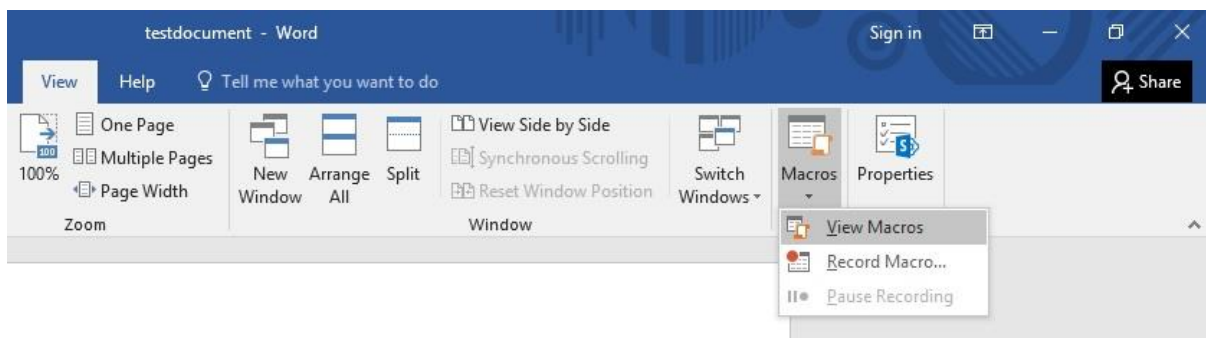 testdocument - Word
Sign in
View Help Tell me what you want to do
Share
100
100%
One Page
Multiple Pages
Page Width
Zoom
New Window
Arrange All
Split
View Side by Side
Synchronous Scrolling
Reset Window Position
Switch Windows
Window
Macros
S
Properties
View Macros
Record Macro...
Pause Recording